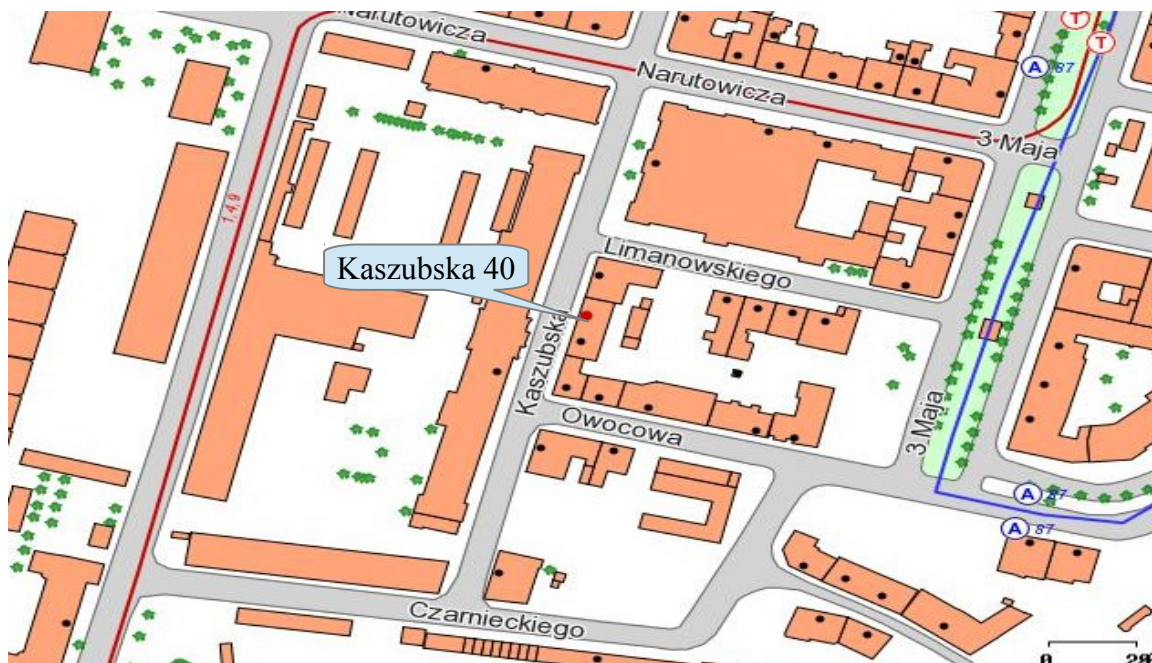 Narutowicza
T
T
A 87
Narutowicza
3 Maja
1,4,9
Limanowskiego
Kaszubska 40
Kaszubska
3 Maja
Owocowa
A 87
A 87
Czarnieckiego
0